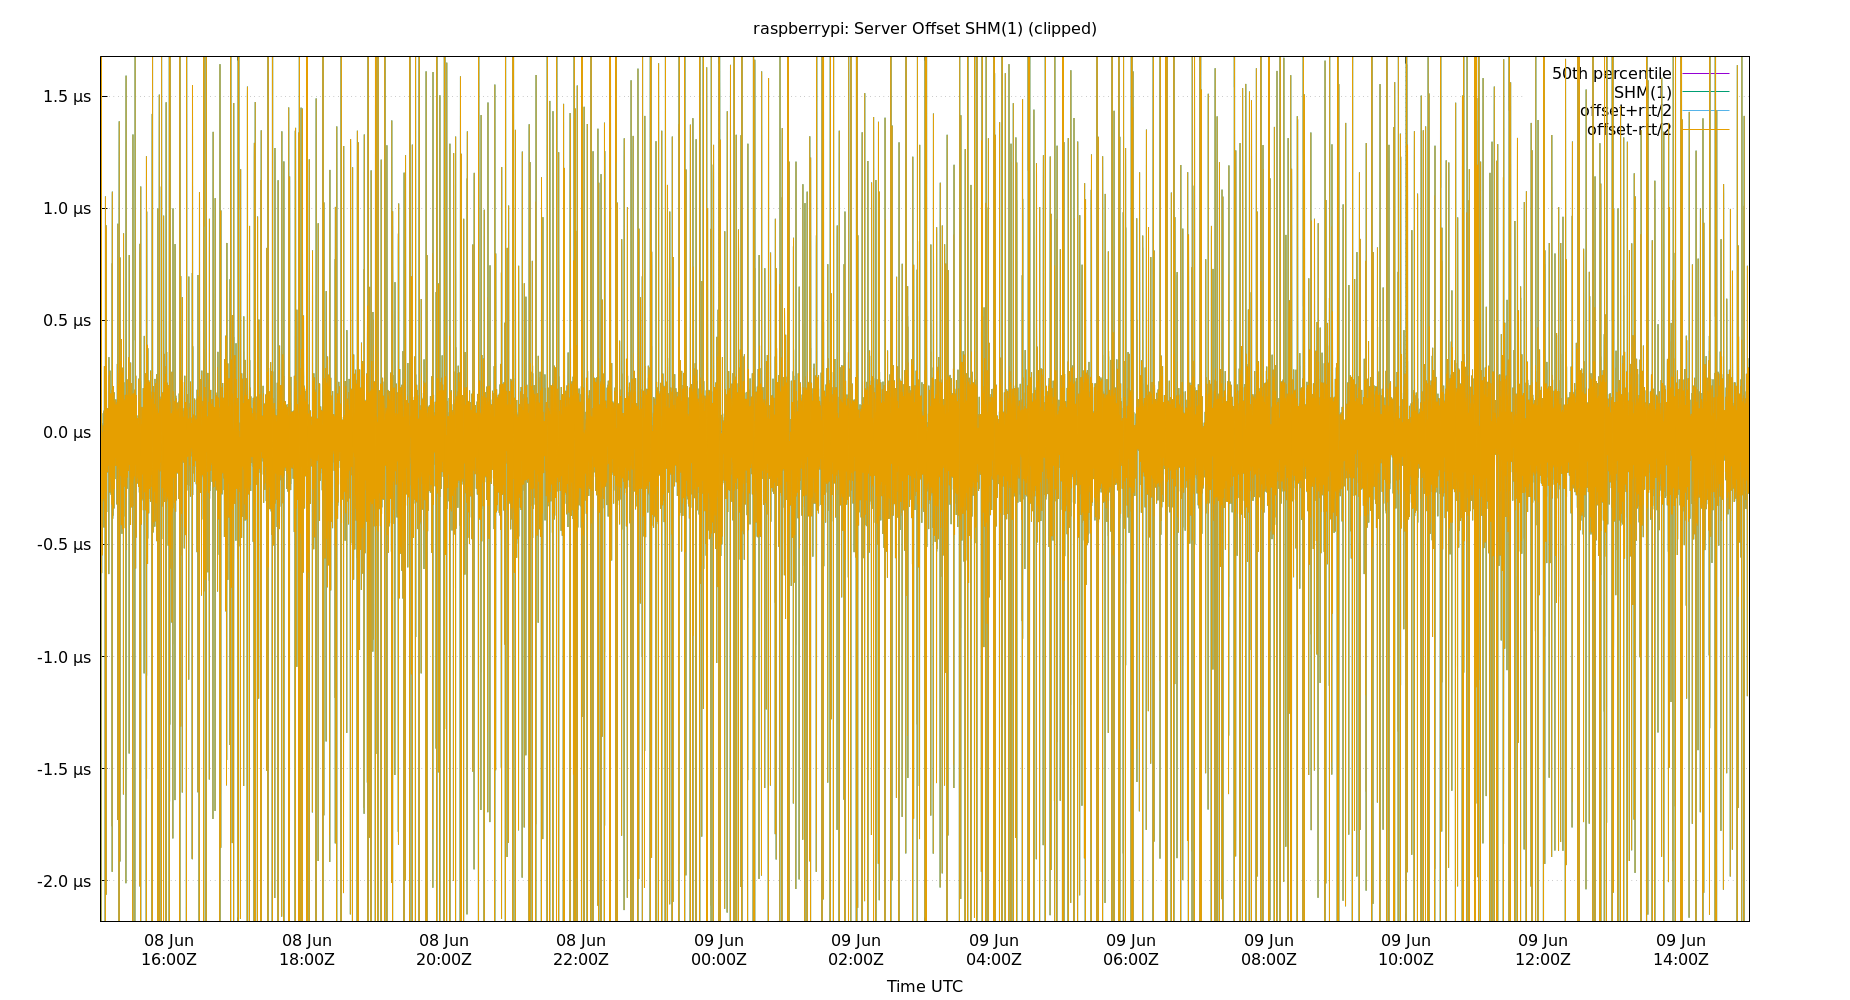 raspberrypi: Server Offset SHM(1) (clipped)
50th percentile
SHM(1)
offset+rtt/2
offset-rtt/2
1.5 µs
1.0 µs
0.5 µs
0.0 µs
-0.5 µs
-1.0 µs
-1.5 µs
-2.0 µs
08 Jun 08 Jun 08 Jun 08 Jun 09 Jun 09 Jun 09 Jun 09 Jun 09 Jun 09 Jun 09 Jun 09 Jun
16:00Z 18:00Z 20:00Z 22:00Z 00:00Z 02:00Z 04:00Z 06:00Z 08:00Z 10:00Z 12:00Z 14:00Z
Time UTC